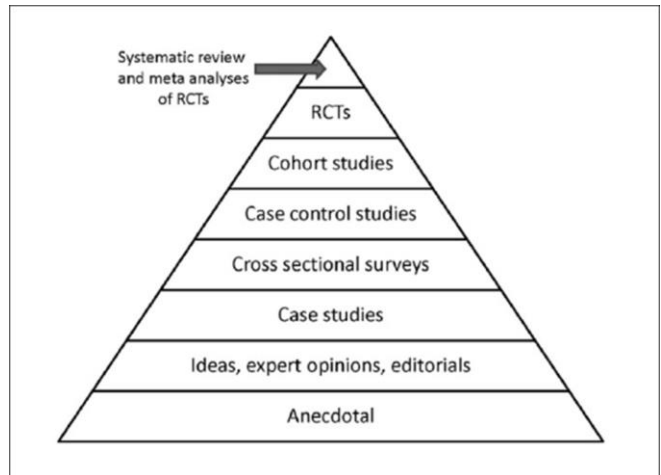 Systematic review
and meta analyses
of RCTs
RCTs
Cohort studies
Case control studies
Cross sectional surveys
Case studies
Ideas, expert opinions, editorials
Anecdotal